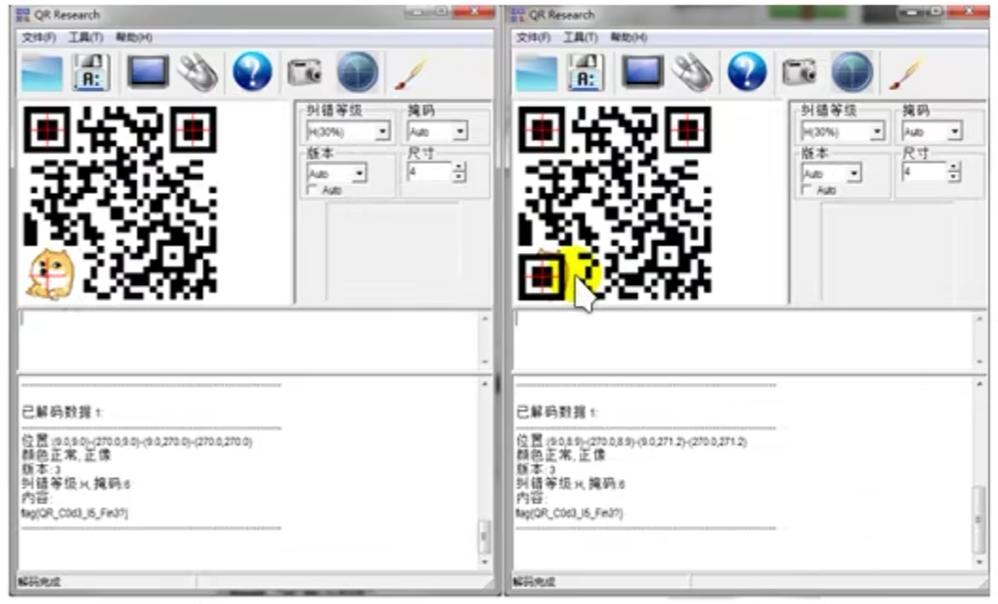 QR Research
文件(F) 工具(T) 帮助(H)
A:
?
纠错等级 掩码
H(30%) Auto
版本 尺寸
Auto 4
Auto
已解码数据 1:
位置:(9.0,9.0)-(270.0,9.0)-(9.0,270.0)-(270.0,270.0)
颜色正常, 正像
版本: 3
纠错等级:H, 掩码:6
内容:
flag{QR_C0d3_I5_Fin3?}
解码完成
QR Research
文件(F) 工具(T) 帮助(H)
A:
?
纠错等级 掩码
H(30%) Auto
版本 尺寸
Auto 4
Auto
已解码数据 1:
位置:(9.0,8.9)-(270.0,8.9)-(9.0,271.2)-(270.0,271.2)
颜色正常, 正像
版本: 3
纠错等级:H, 掩码:6
内容:
flag{QR_C0d3_I5_Fin3?}
解码完成